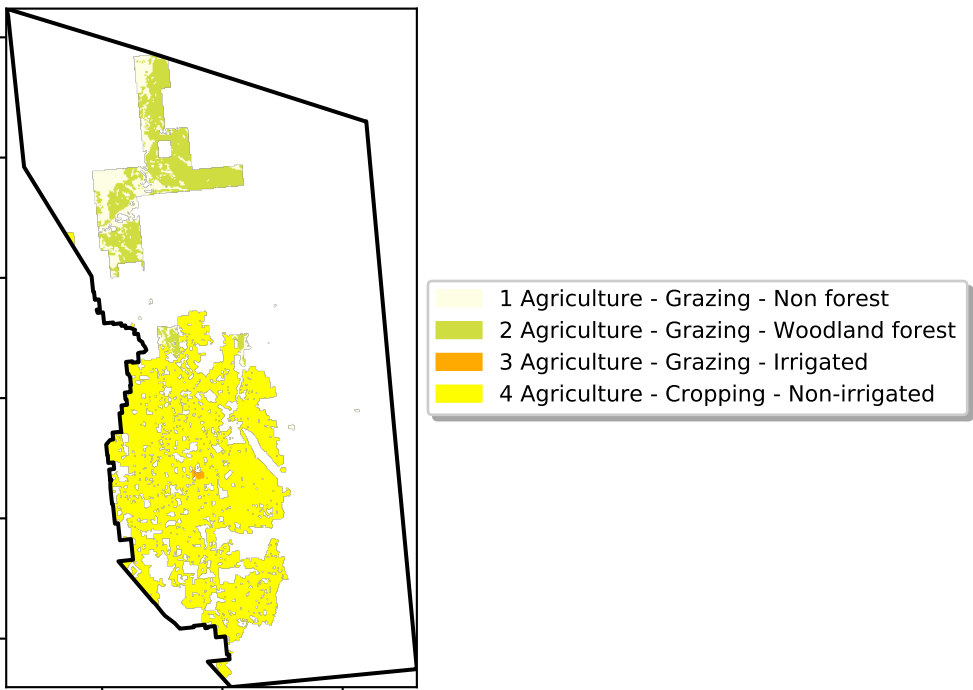 1 Agriculture - Grazing - Non forest
2 Agriculture - Grazing - Woodland forest
3 Agriculture - Grazing - Irrigated
4 Agriculture - Cropping - Non-irrigated